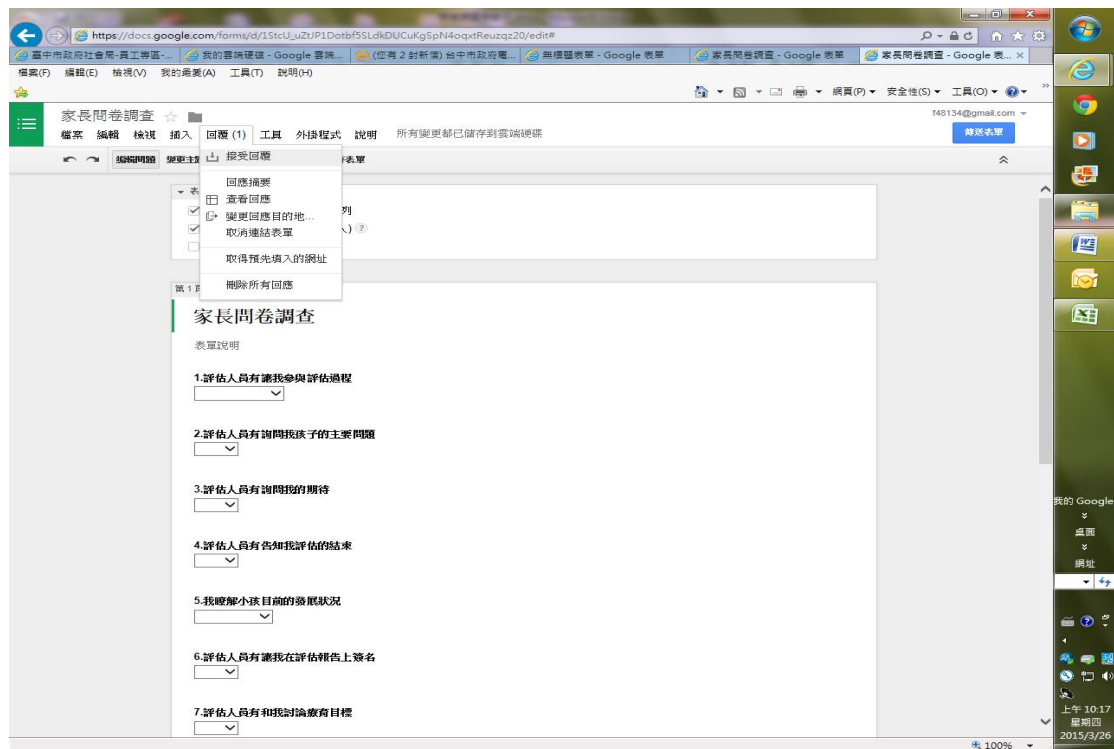 https://docs.google.com/forms/d/1StcU_uZtJP1Dotbf5SLdkDUCuKgSpN4oqxtReuzqz20/edit#
臺中市政府社會局-員工專區-...
我的雲端硬碟 - Google 雲端...
(您有 2 封新信) 台中市政府電...
無標題表單 - Google 表單
家長問卷調查 - Google 表單
家長問卷調查 - Google 表...
檔案(F) 編輯(E) 檢視(V) 我的最愛(A) 工具(T) 說明(H)
網頁(P) 安全性(S) 工具(O)
家長問卷調查
f48134@gmail.com
檔案 編輯 檢視 插入 回覆 (1) 工具 外掛程式 說明 所有變更都已儲存到雲端硬碟
傳送表單
編輯問題 變更主
表單
接受回覆
回應摘要
查看回應
變更回應目的地...
取消連結表單
取得預先填入的網址
刪除所有回應
列
第 1 頁
家長問卷調查
表單說明
1.評估人員有讓我參與評估過程
2.評估人員有詢問我孩子的主要問題
3.評估人員有詢問我的期待
4.評估人員有告知我評估的結束
5.我瞭解小孩目前的發展狀況
6.評估人員有讓我在評估報告上簽名
7.評估人員有和我討論療育目標
我的 Google
桌面
網址
上午 10:17
星期四
2015/3/26
100%